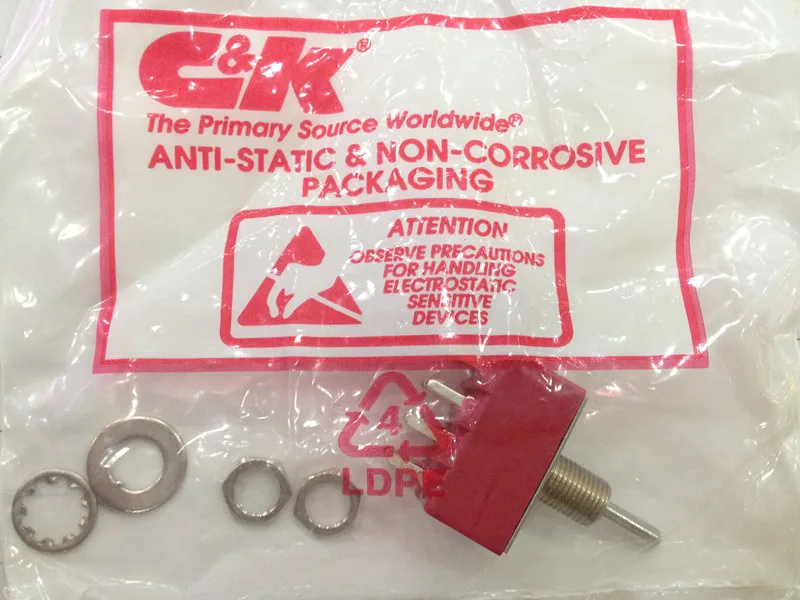 C&K®
The Primary Source Worldwide®
ANTI-STATIC & NON-CORROSIVE
PACKAGING
ATTENTION
OBSERVE PRECAUTIONS
FOR HANDLING
ELECTROSTATIC
SENSITIVE
DEVICES
4
LDPE